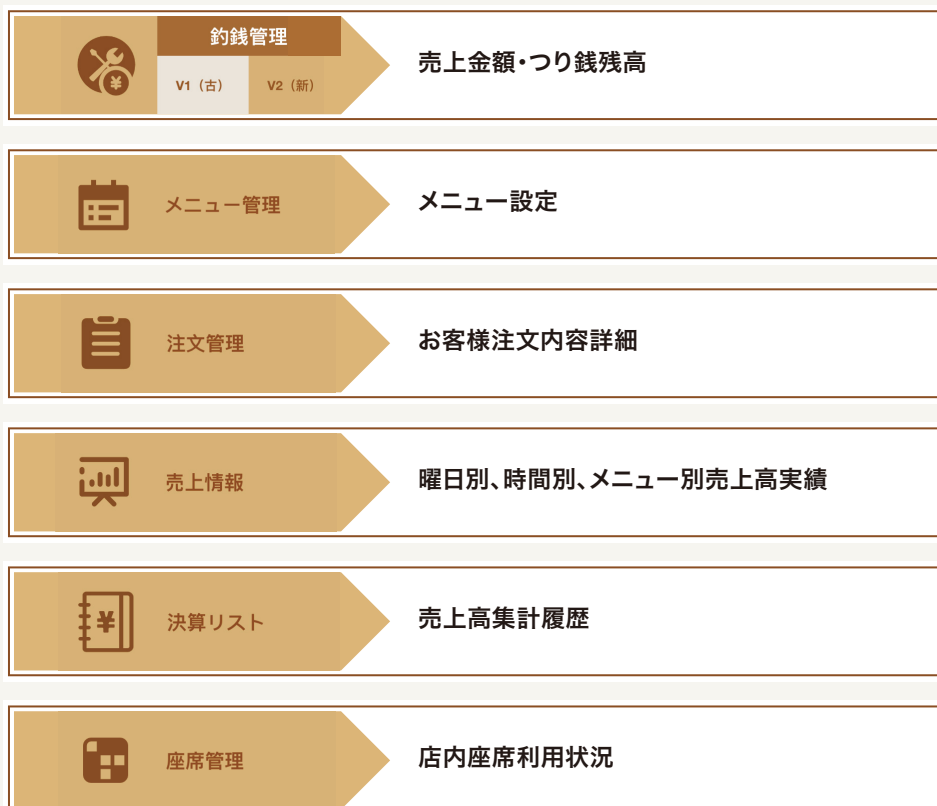 釣銭管理
V1（古） V2（新）
売上金額・つり銭残高
メニュー管理
メニュー設定
注文管理
お客様注文内容詳細
売上情報
曜日別、時間別、メニュー別売上高実績
¥
決算リスト
売上高集計履歴
座席管理
店内座席利用状況